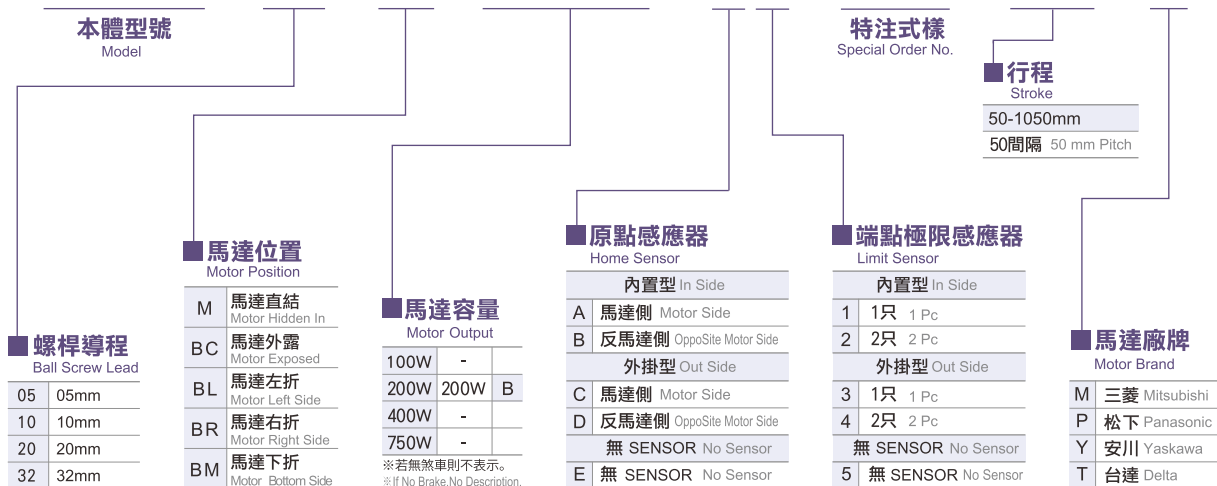 本體型號
Model
特注式樣
Special Order No.
行程
Stroke
50-1050mm
50間隔 50 mm Pitch
螺桿導程
Ball Screw Lead
05 05mm
10 10mm
20 20mm
32 32mm
馬達位置
Motor Position
M 馬達直結
Motor Hidden In
BC 馬達外露
Motor Exposed
BL 馬達左折
Motor Left Side
BR 馬達右折
Motor Right Side
BM 馬達下折
Motor Bottom Side
馬達容量
Motor Output
100W -
200W 200W B
400W -
750W -
※若無煞車則不表示。
※If No Brake,No Description.
原點感應器
Home Sensor
內置型 In Side
A 馬達側 Motor Side
B 反馬達側 OppoSite Motor Side
外掛型 Out Side
C 馬達側 Motor Side
D 反馬達側 OppoSite Motor Side
無 SENSOR No Sensor
E 無 SENSOR No Sensor
端點極限感應器
Limit Sensor
內置型 In Side
1 1只 1 Pc
2 2只 2 Pc
外掛型 Out Side
3 1只 1 Pc
4 2只 2 Pc
無 SENSOR No Sensor
5 無 SENSOR No Sensor
馬達廠牌
Motor Brand
M 三菱 Mitsubishi
P 松下 Panasonic
Y 安川 Yaskawa
T 台達 Delta